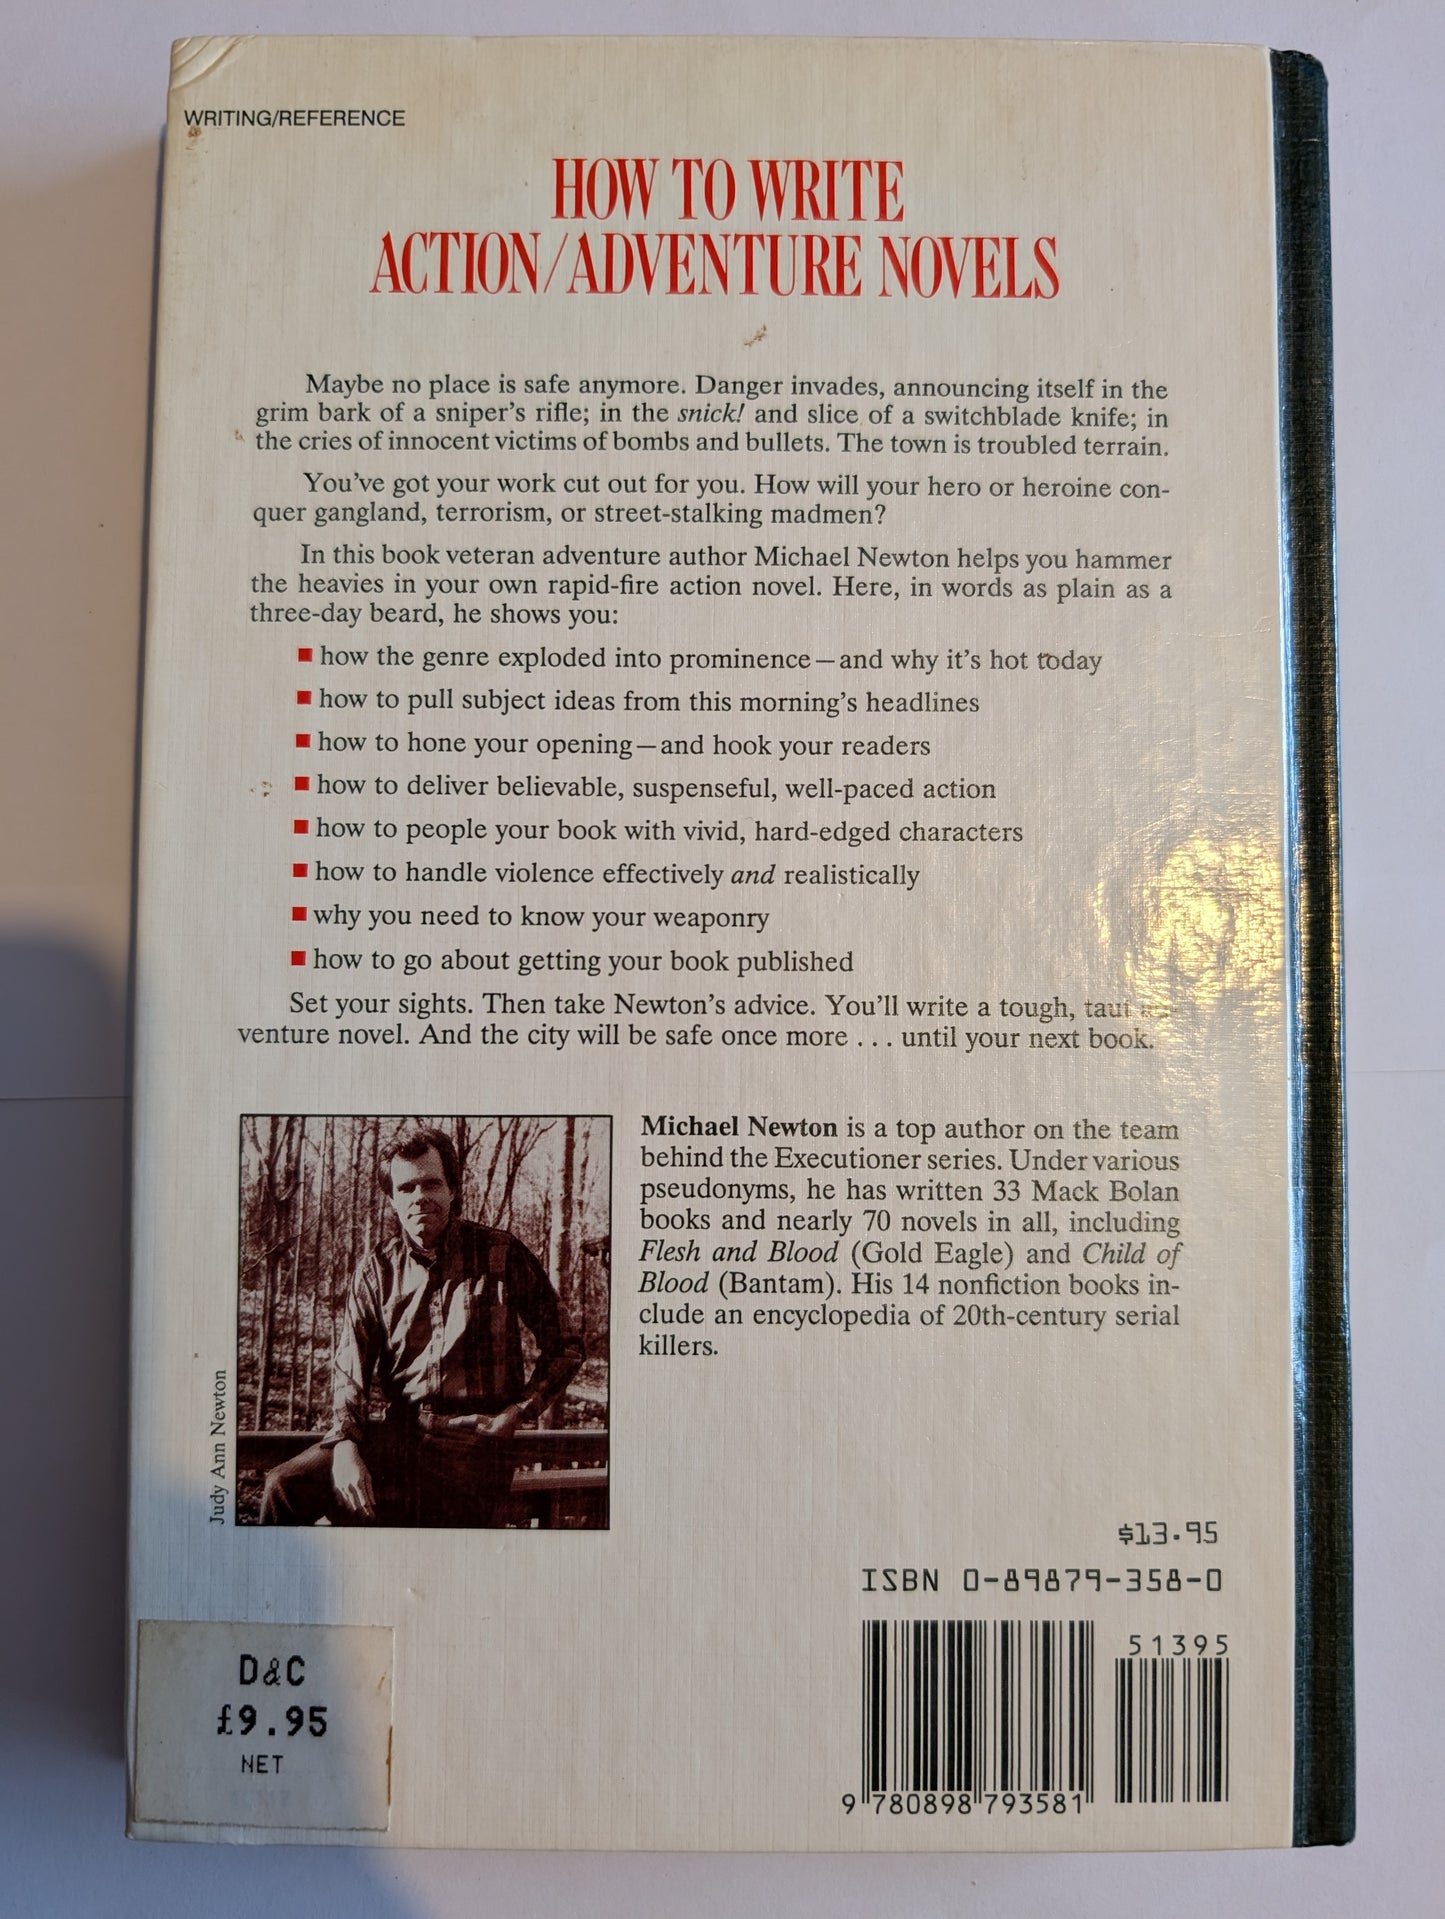 WRITING/REFERENCE
HOW TO WRITE
ACTION/ADVENTURE NOVELS
Maybe no place is safe anymore. Danger invades, announcing itself in the
grim bark of a sniper's rifle; in the snick! and slice of a switchblade knife; in
the cries of innocent victims of bombs and bullets. The town is troubled terrain.
You've got your work cut out for you. How will your hero or heroine con-
quer gangland, terrorism, or street-stalking madmen?
In this book veteran adventure author Michael Newton helps you hammer
the heavies in your own rapid-fire action novel. Here, in words as plain as a
three-day beard, he shows you:
■ how the genre exploded into prominence—and why it's hot today
■ how to pull subject ideas from this morning's headlines
■ how to hone your opening—and hook your readers
■ how to deliver believable, suspenseful, well-paced action
■ how to people your book with vivid, hard-edged characters
■ how to handle violence effectively and realistically
■ why you need to know your weaponry
■ how to go about getting your book published
Set your sights. Then take Newton's advice. You'll write a tough, taut
venture novel. And the city will be safe once more . . . until your next book.
Michael Newton is a top author on the team
behind the Executioner series. Under various
pseudonyms, he has written 33 Mack Bolan
books and nearly 70 novels in all, including
Flesh and Blood (Gold Eagle) and Child of
Blood (Bantam). His 14 nonfiction books in-
clude an encyclopedia of 20th-century serial
killers.
Judy Ann Newton
$13.95
ISBN 0-89879-358-0
51395
9 780898 793581
D&C
£9.95
NET